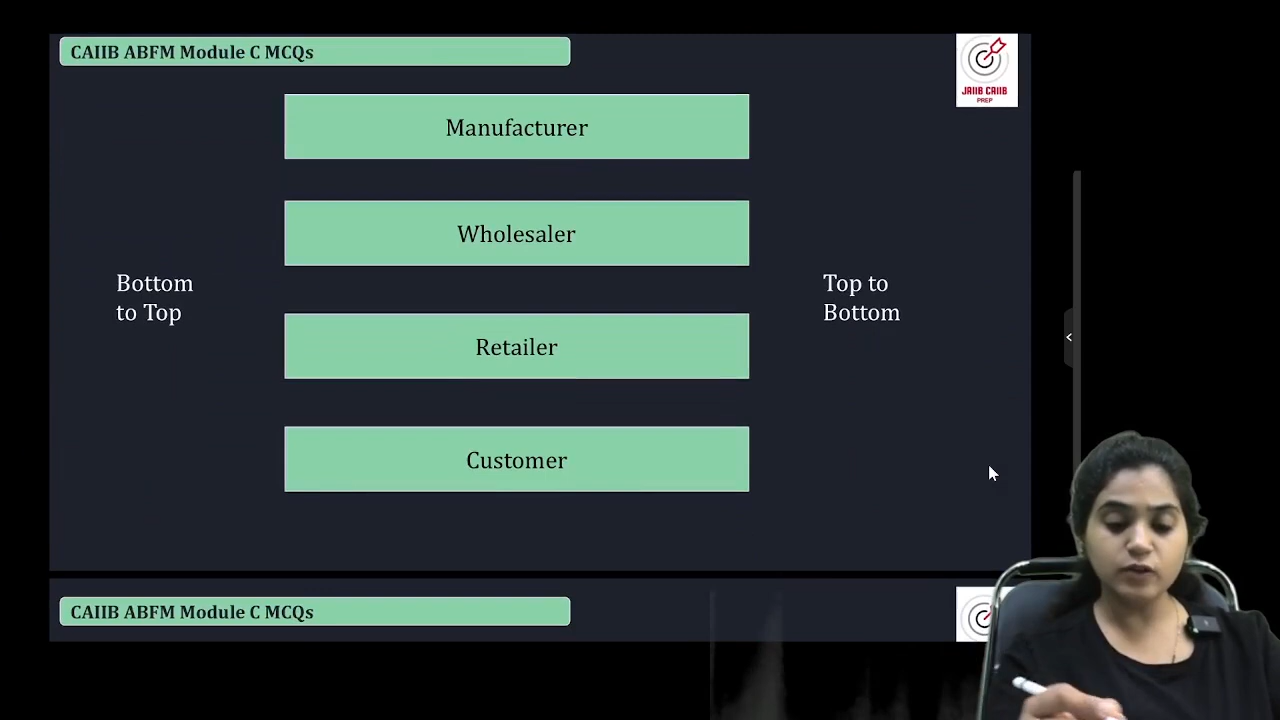 CAIIB ABFM Module C MCQs
JAIIB CAIIB
PREP
Manufacturer
Wholesaler
Bottom
to Top
Top to
Bottom
Retailer
<
Customer
CAIIB ABFM Module C MCQs